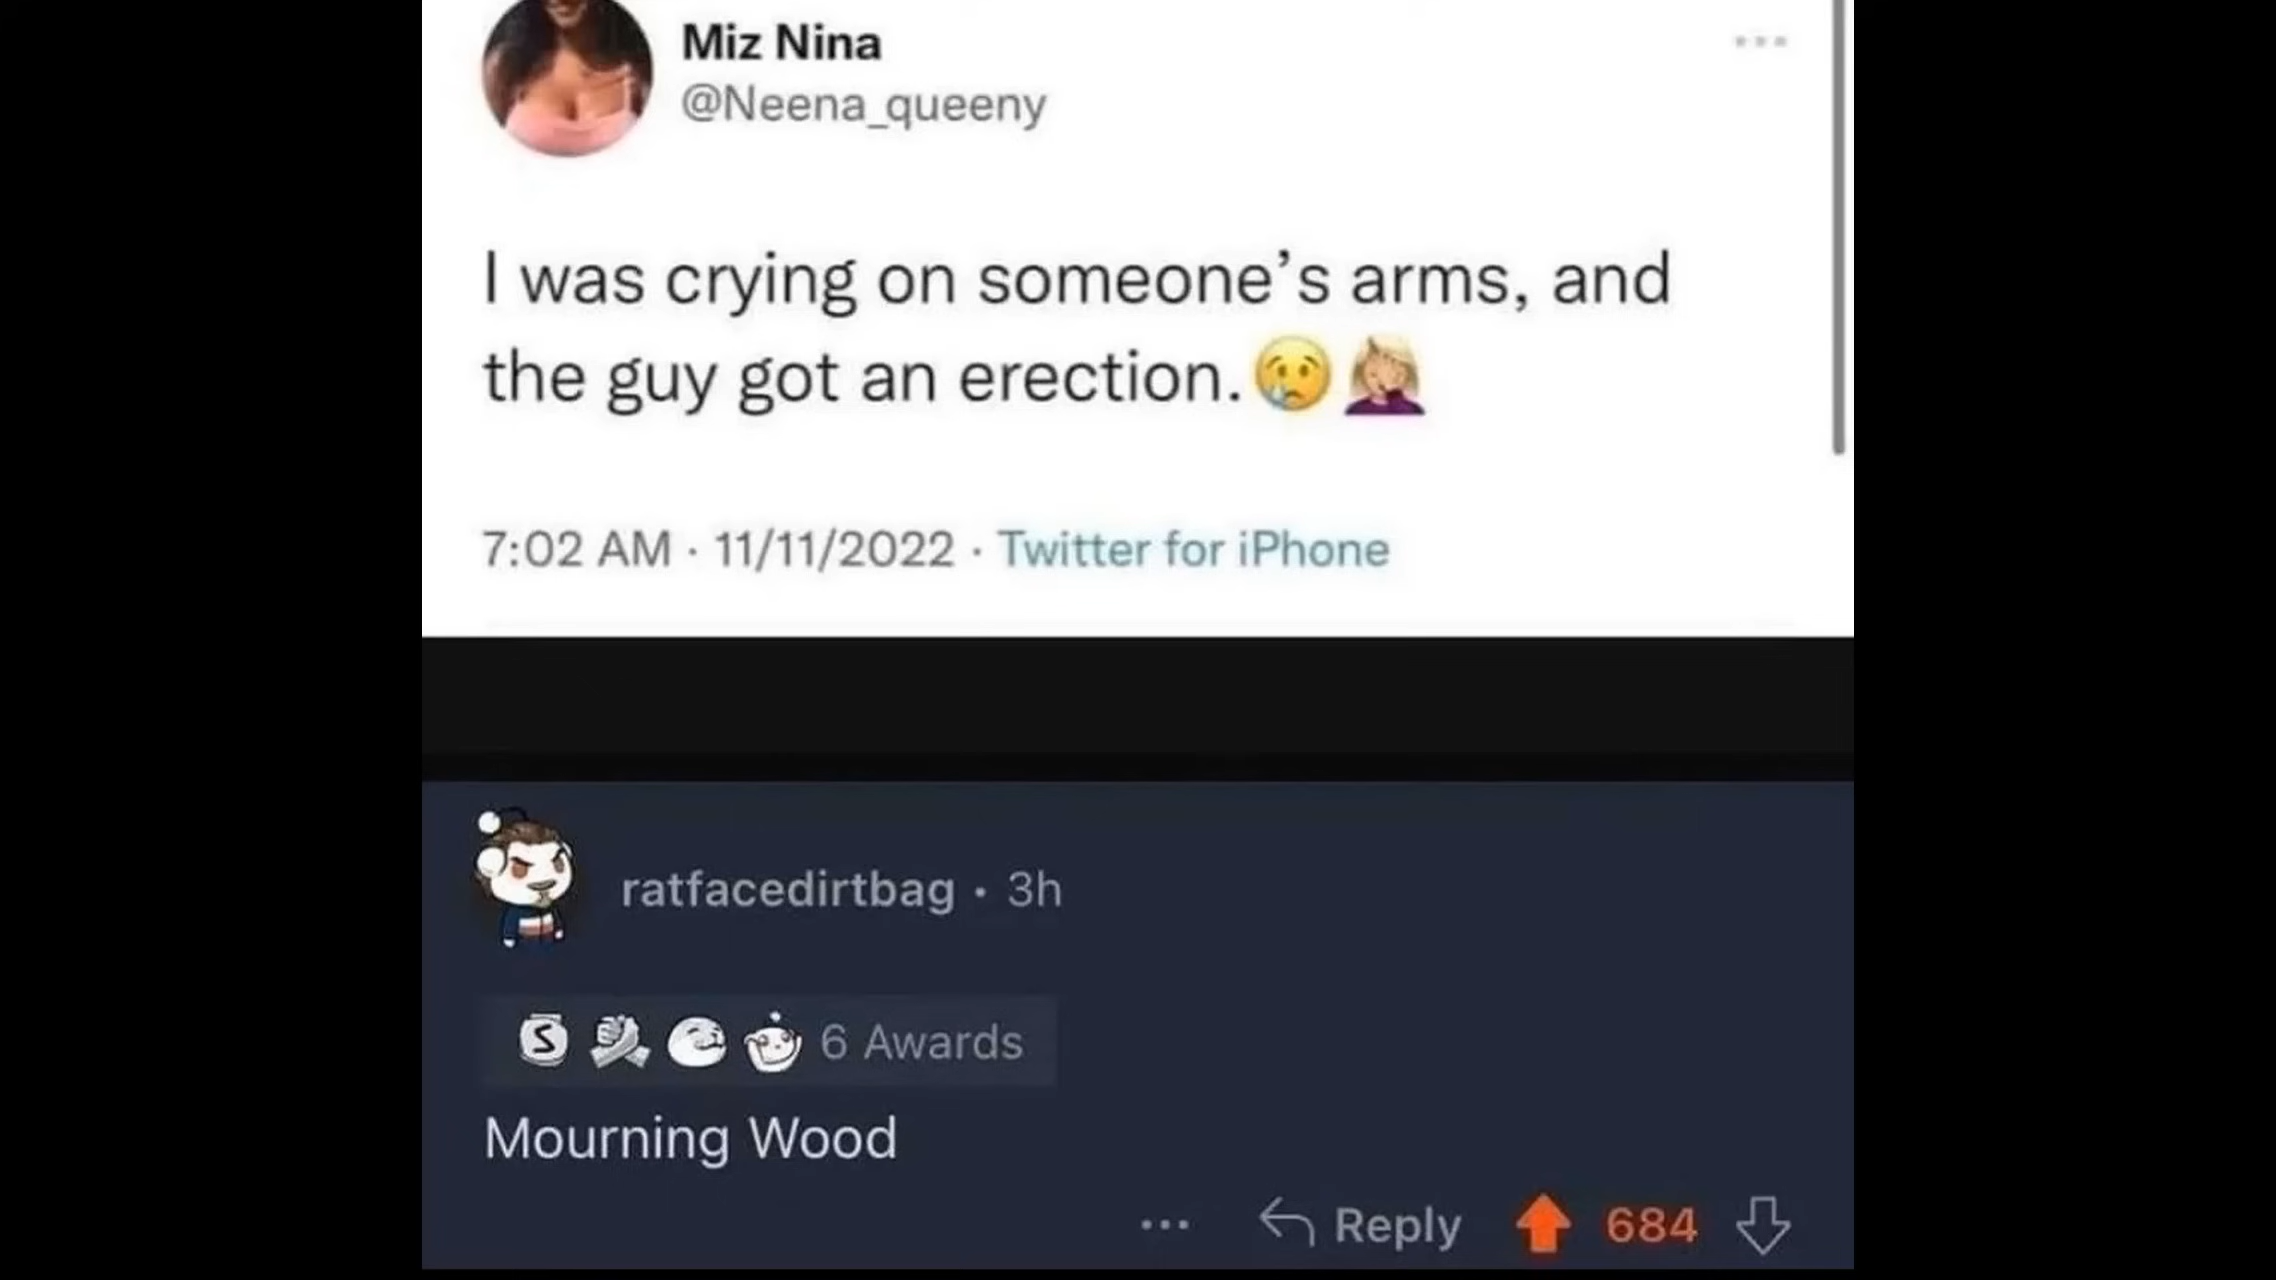 Miz Nina
@Neena_queeny
I was crying on someone’s arms, and
the guy got an erection.😢🤦🏼‍♀️
7:02 AM · 11/11/2022 · Twitter for iPhone
ratfacedirtbag · 3h
S 6 Awards
Mourning Wood
... Reply 684